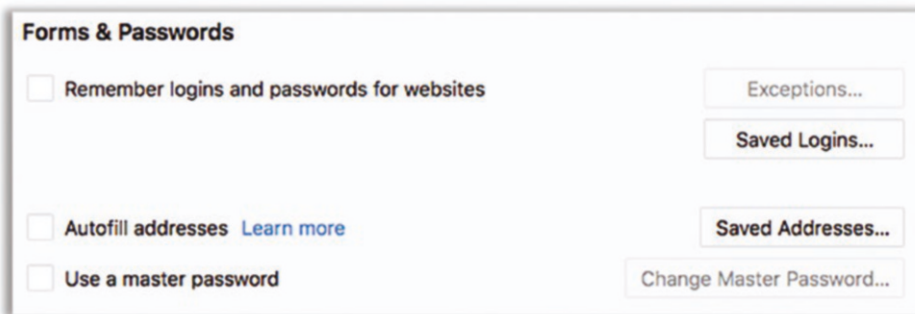 Forms & Passwords
Remember logins and passwords for websites Exceptions...
Saved Logins...
Autofill addresses Learn more Saved Addresses...
Use a master password Change Master Password...